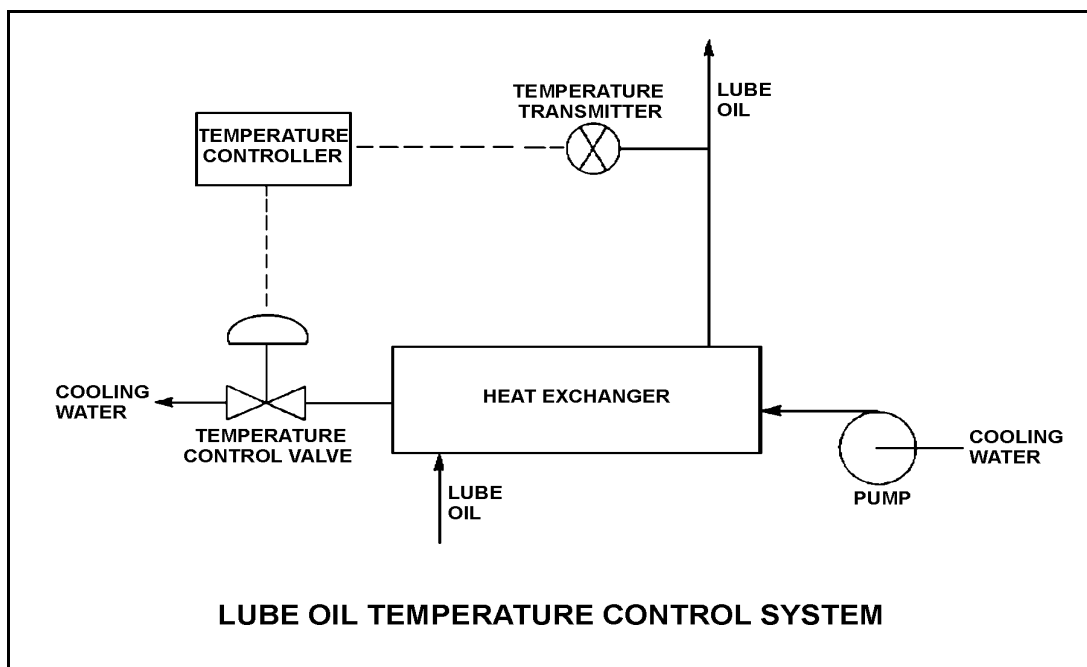 TEMPERATURE
TRANSMITTER
LUBE
OIL
TEMPERATURE
CONTROLLER
HEAT EXCHANGER
COOLING
WATER
TEMPERATURE
CONTROL VALVE
COOLING
WATER
PUMP
LUBE
OIL
LUBE OIL TEMPERATURE CONTROL SYSTEM